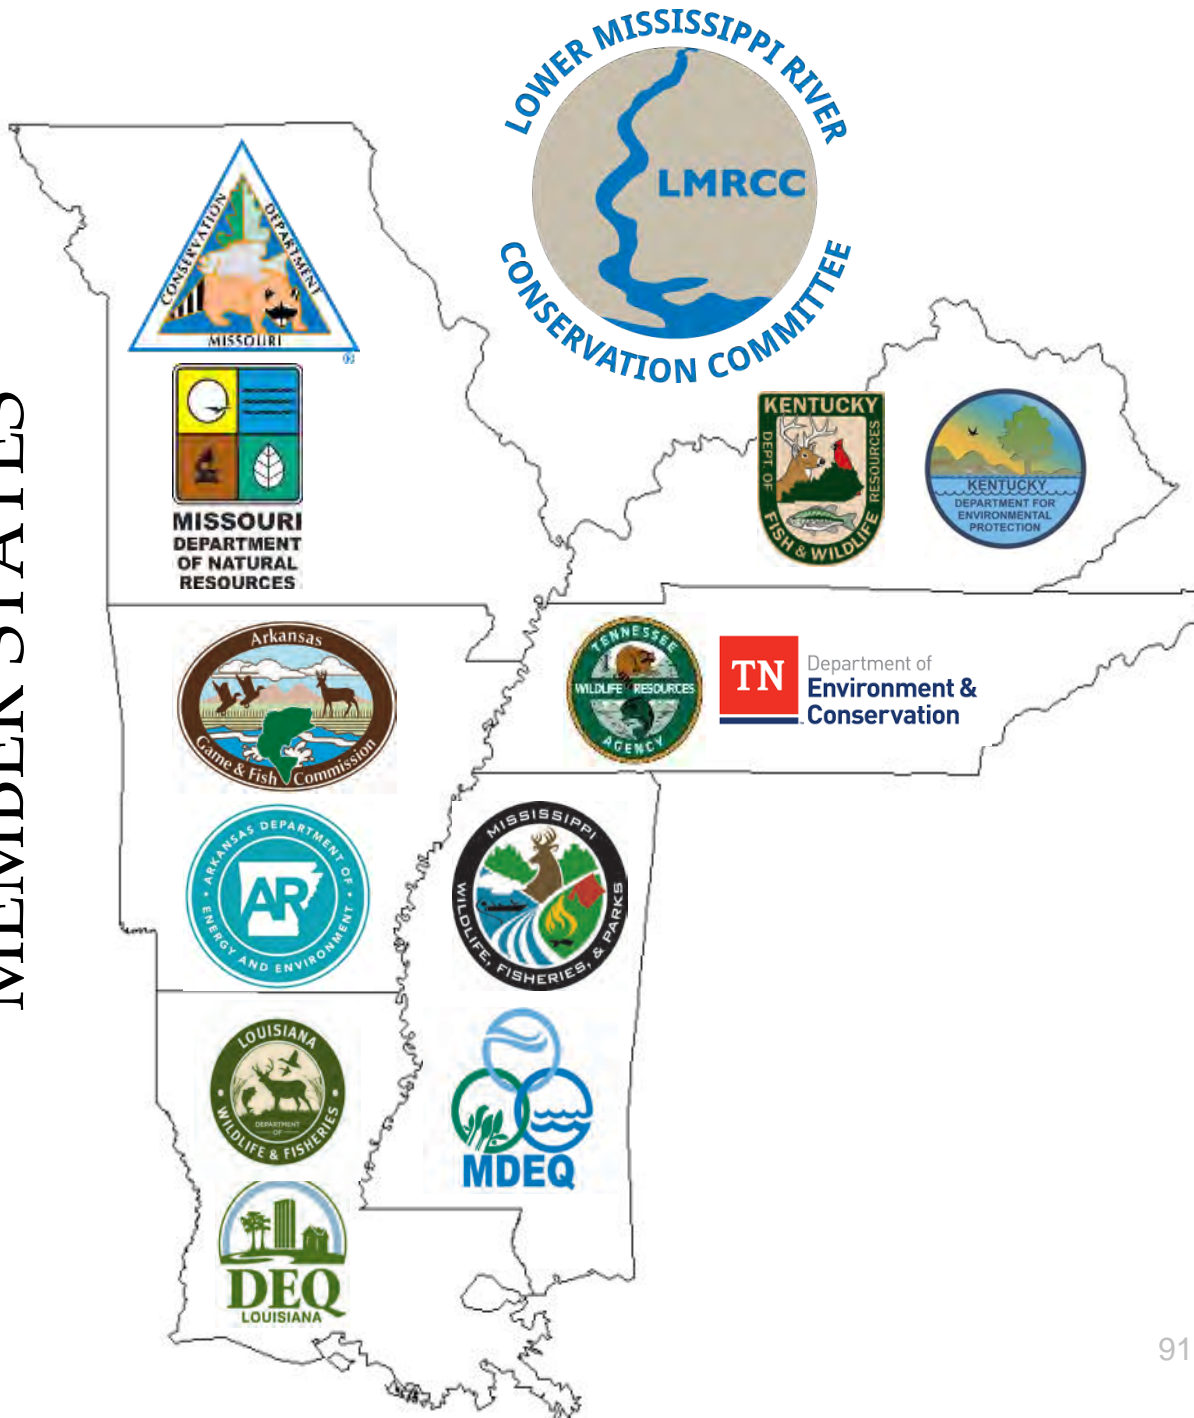 MEMBER STATES
LOWER MISSISSIPPI RIVER
LMRCC
CONSERVATION COMMITTEE
CONSERVATION
DEPARTMENT
MISSOURI
®
MISSOURI
DEPARTMENT
OF NATURAL
RESOURCES
KENTUCKY
DEPT. OF
FISH & WILDLIFE
RESOURCES
KENTUCKY
DEPARTMENT FOR
ENVIRONMENTAL
PROTECTION
Arkansas
Game & Fish Commission
TENNESSEE
WILDLIFE RESOURCES
AGENCY
TN
Department of
Environment &
Conservation
ARKANSAS DEPARTMENT OF
ENERGY AND ENVIRONMENT
AR
MISSISSIPPI
WILDLIFE, FISHERIES, & PARKS
LOUISIANA
DEPARTMENT
OF
WILDLIFE & FISHERIES
MDEQ
DEQ
LOUISIANA
91